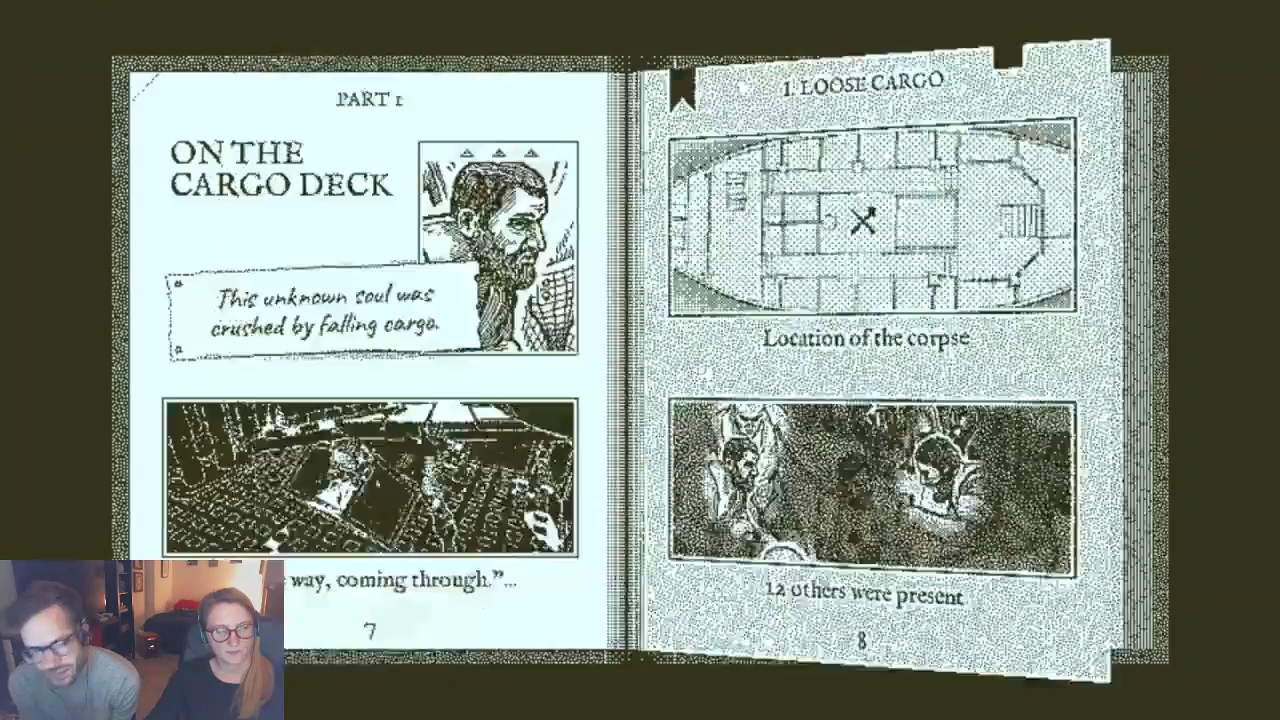 PART 1
ON THE
CARGO DECK
This unknown soul was
crushed by falling cargo.
way, coming through."...
7
I. LOOSE CARGO
Location of the corpse
12 others were present
8